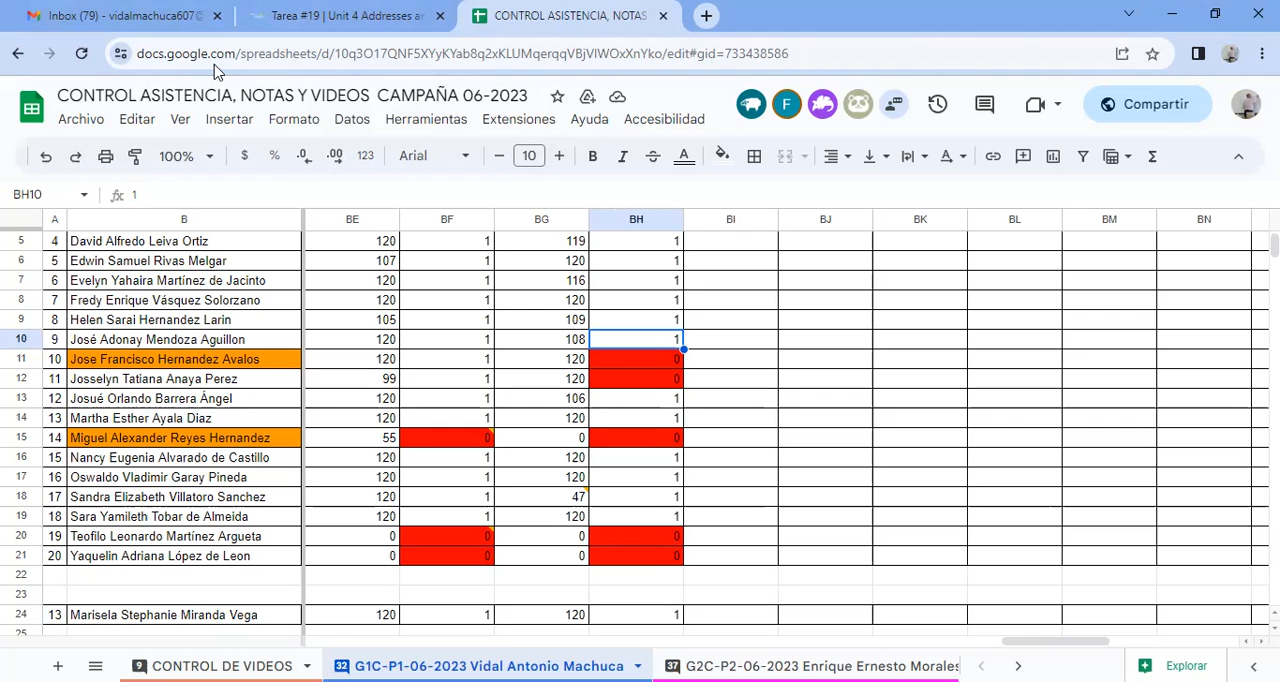 Inbox (79) - vidalmachuca607@
Tarea #19 | Unit 4 Addresses ar
CONTROL ASISTENCIA, NOTAS
docs.google.com/spreadsheets/d/10q3O17QNF5XYyKYab8q2xKLUMgerqqVBjVIWOxXnYko/edit#gid=733438586
CONTROL ASISTENCIA, NOTAS Y VIDEOS CAMPAÑA 06-2023
F
Compartir
Archivo Editar Ver Insertar Formato Datos Herramientas Extensiones Ayuda Accesibilidad
100% $ % .0 .00 123 Arial 10 B I A
BH10 fx 1
A B BE BF BG BH BI BJ BK BL BM BN
5 4 David Alfredo Leiva Ortiz 120 1 119 1
6 5 Edwin Samuel Rivas Melgar 107 1 120 1
7 6 Evelyn Yahaira Martínez de Jacinto 120 1 116 1
8 7 Fredy Enrique Vásquez Solorzano 120 1 120 1
9 8 Helen Sarai Hernandez Larin 105 1 109 1
10 9 José Adonay Mendoza Aguillon 120 1 108 1
11 10 Jose Francisco Hernandez Avalos 120 1 120 0
12 11 Josselyn Tatiana Anaya Perez 99 1 120 0
13 12 Josué Orlando Barrera Ángel 120 1 106 1
14 13 Martha Esther Ayala Diaz 120 1 120 1
15 14 Miguel Alexander Reyes Hernandez 55 0 0 0
16 15 Nancy Eugenia Alvarado de Castillo 120 1 120 1
17 16 Oswaldo Vladimir Garay Pineda 120 1 120 1
18 17 Sandra Elizabeth Villatoro Sanchez 120 1 47 1
19 18 Sara Yamileth Tobar de Almeida 120 1 120 1
20 19 Teofilo Leonardo Martínez Argueta 0 0 0 0
21 20 Yaquelin Adriana López de Leon 0 0 0 0
22
23
24 13 Marisela Stephanie Miranda Vega 120 1 120 1
25
9 CONTROL DE VIDEOS 32 G1C-P1-06-2023 Vidal Antonio Machuca 37 G2C-P2-06-2023 Enrique Ernesto Morales Explorar